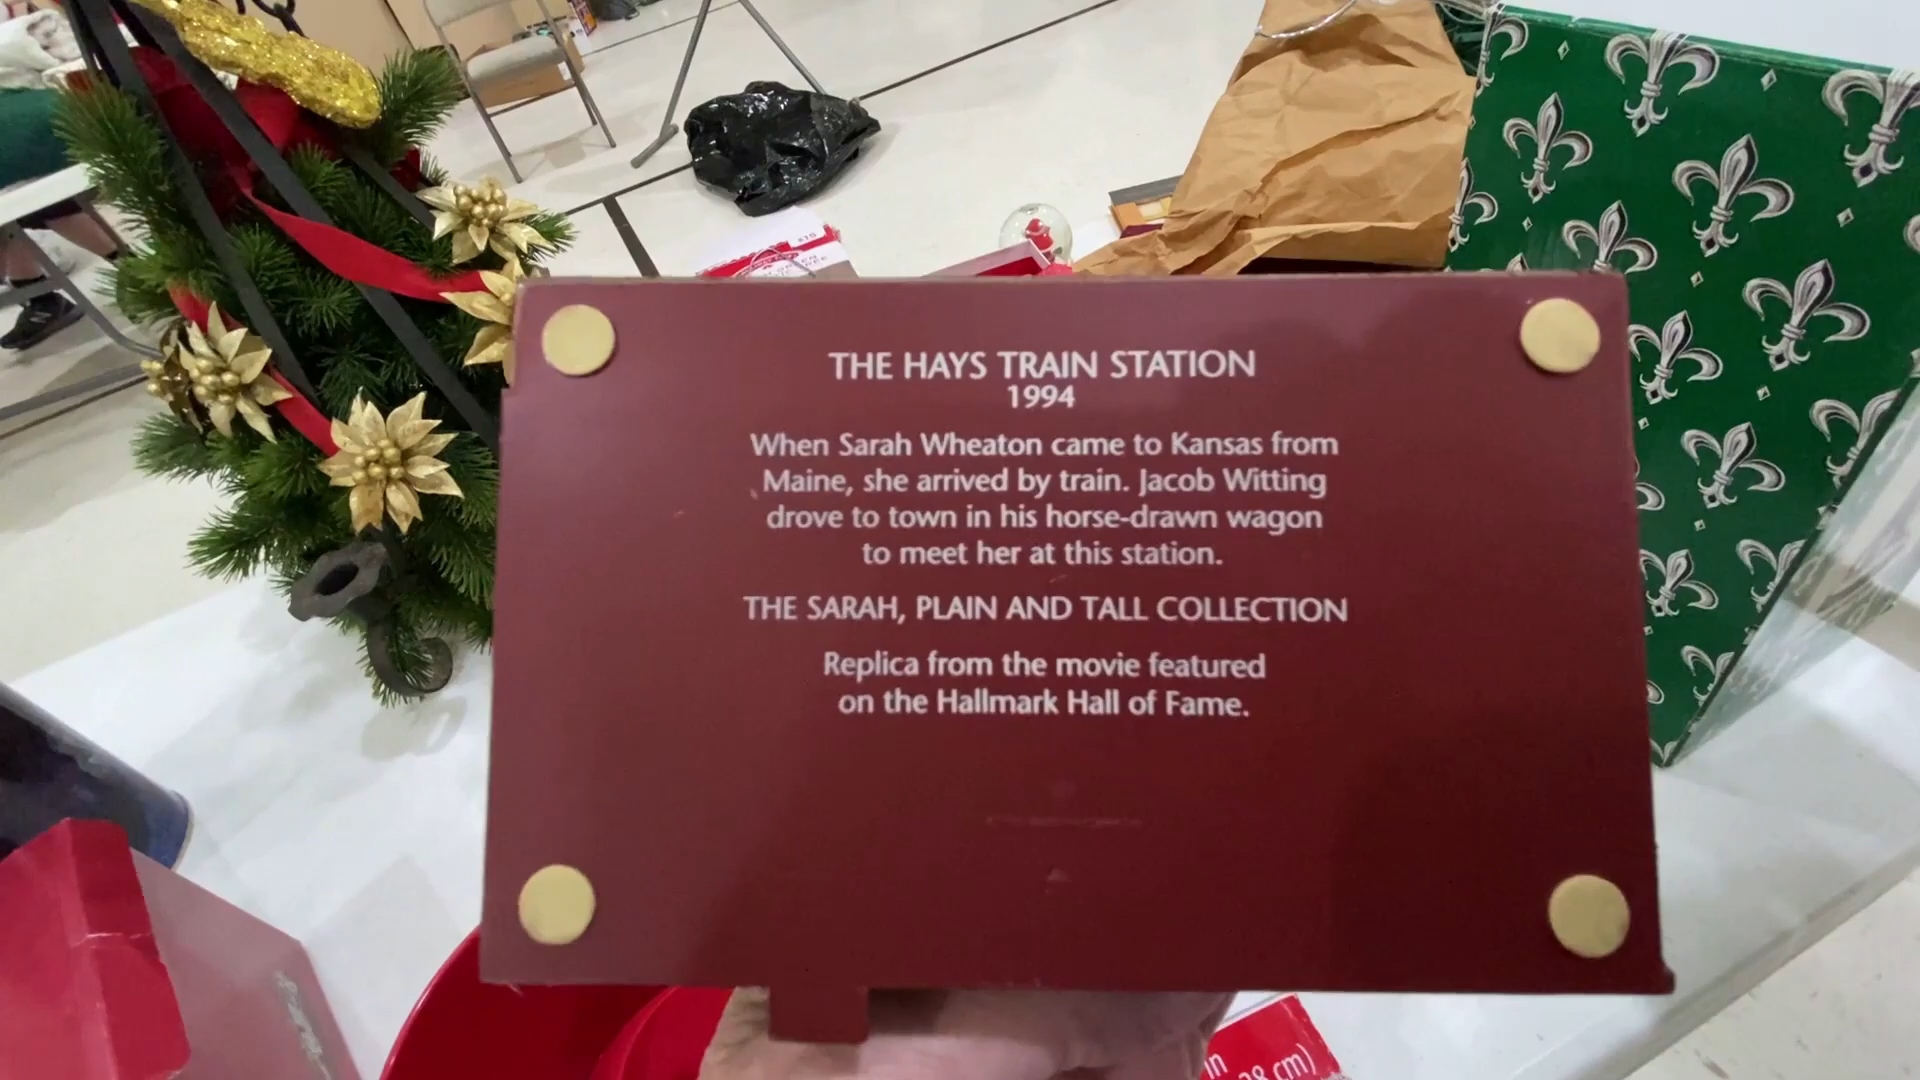 THE HAYS TRAIN STATION
1994
When Sarah Wheaton came to Kansas from
Maine, she arrived by train. Jacob Witting
drove to town in his horse-drawn wagon
to meet her at this station.
THE SARAH, PLAIN AND TALL COLLECTION
Replica from the movie featured
on the Hallmark Hall of Fame.
in
cm)